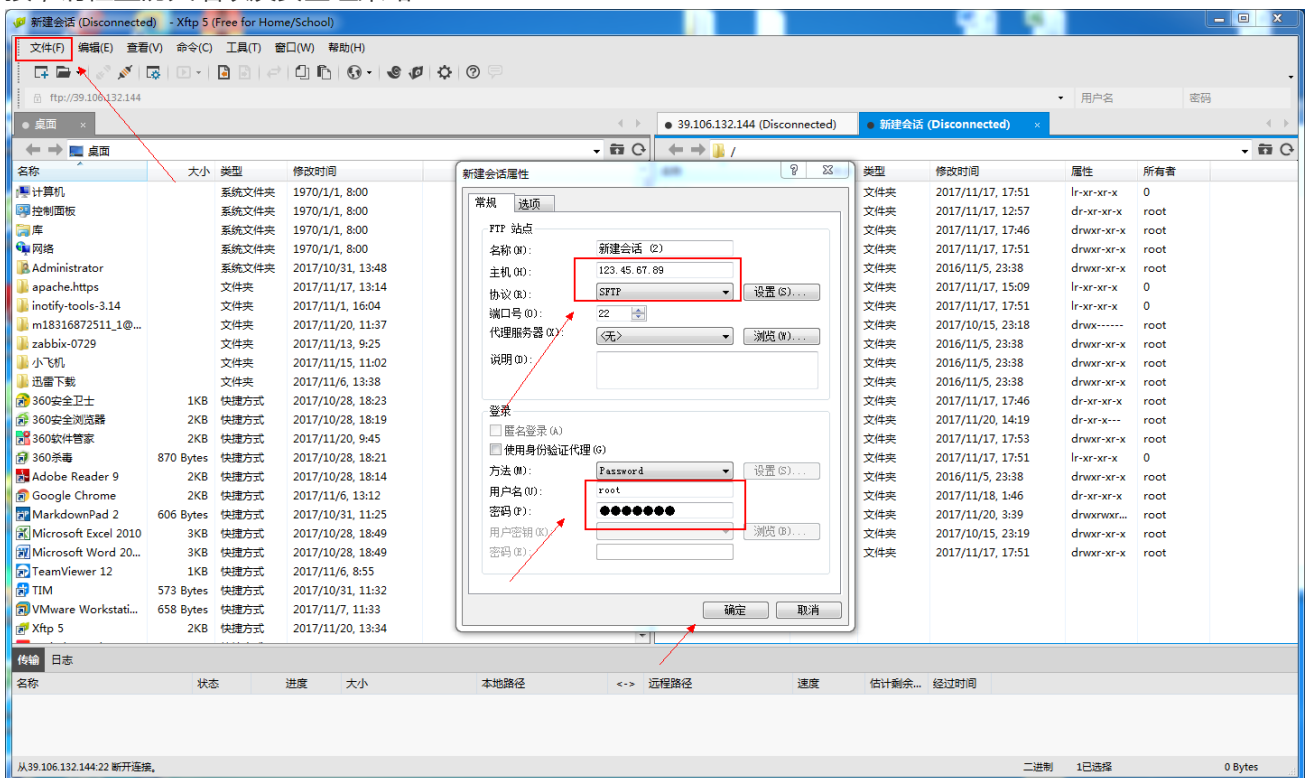 新建会话 (Disconnected) - Xftp 5 (Free for Home/School)
文件(F) 编辑(E) 查看(V) 命令(C) 工具(T) 窗口(W) 帮助(H)
ftp://39.106.132.144 用户名 密码
桌面 × 39.106.132.144 (Disconnected) 新建会话 (Disconnected) ×
桌面 /
名称 大小 类型 修改时间 类型 修改时间 属性 所有者
计算机 系统文件夹 1970/1/1, 8:00 文件夹 2017/11/17, 17:51 lr-xr-xr-x 0
控制面板 系统文件夹 1970/1/1, 8:00 文件夹 2017/11/17, 12:57 dr-xr-xr-x root
库 系统文件夹 1970/1/1, 8:00 文件夹 2017/11/17, 17:46 drwxr-xr-x root
网络 系统文件夹 1970/1/1, 8:00 文件夹 2017/11/17, 17:51 drwxr-xr-x root
Administrator 系统文件夹 2017/10/31, 13:48 文件夹 2016/11/5, 23:38 drwxr-xr-x root
apache.https 文件夹 2017/11/17, 13:14 文件夹 2017/11/17, 15:09 lr-xr-xr-x 0
inotify-tools-3.14 文件夹 2017/11/1, 16:04 文件夹 2017/11/17, 17:51 lr-xr-xr-x 0
m18316872511_1@... 文件夹 2017/11/20, 11:37 文件夹 2017/10/15, 23:18 drwx------ root
zabbix-0729 文件夹 2017/11/13, 9:25 文件夹 2016/11/5, 23:38 drwxr-xr-x root
小飞机 文件夹 2017/11/15, 11:02 文件夹 2016/11/5, 23:38 drwxr-xr-x root
迅雷下载 文件夹 2017/11/6, 13:38 文件夹 2016/11/5, 23:38 drwxr-xr-x root
360安全卫士 1KB 快捷方式 2017/10/28, 18:23 文件夹 2017/11/17, 17:46 dr-xr-xr-x root
360安全浏览器 2KB 快捷方式 2017/10/28, 18:19 文件夹 2017/11/20, 14:19 dr-xr-x--- root
360软件管家 2KB 快捷方式 2017/11/20, 9:45 文件夹 2017/11/17, 17:53 drwxr-xr-x root
360杀毒 870 Bytes 快捷方式 2017/10/28, 18:21 文件夹 2017/11/17, 17:51 lr-xr-xr-x 0
Adobe Reader 9 2KB 快捷方式 2017/10/28, 18:14 文件夹 2016/11/5, 23:38 drwxr-xr-x root
Google Chrome 2KB 快捷方式 2017/11/6, 13:12 文件夹 2017/11/18, 1:46 dr-xr-xr-x root
MarkdownPad 2 606 Bytes 快捷方式 2017/10/31, 11:25 文件夹 2017/11/20, 3:39 drwxrwxr... root
Microsoft Excel 2010 3KB 快捷方式 2017/10/28, 18:49 文件夹 2017/10/15, 23:19 drwxr-xr-x root
Microsoft Word 20... 3KB 快捷方式 2017/10/28, 18:49 文件夹 2017/11/17, 17:51 drwxr-xr-x root
TeamViewer 12 1KB 快捷方式 2017/11/6, 8:55
TIM 573 Bytes 快捷方式 2017/10/31, 11:32
VMware Workstati... 658 Bytes 快捷方式 2017/11/7, 11:33
Xftp 5 2KB 快捷方式 2017/11/20, 13:34
新建会话属性
常规 选项
FTP 站点
名称(N): 新建会话 (2)
主机(H): 123.45.67.89
协议(R): SFTP 设置(S)...
端口号(O): 22
代理服务器(X): <无> 浏览(W)...
说明(D):
登录
匿名登录(A)
使用身份验证代理(G)
方法(M): Password 设置(S)...
用户名(U): root
密码(P): ●●●●●●●
用户密钥(K): 浏览(B)...
密码(E):
确定 取消
传输 日志
名称 状态 进度 大小 本地路径 <-> 远程路径 速度 估计剩余... 经过时间
从39.106.132.144:22 断开连接。 二进制 1已选择 0 Bytes